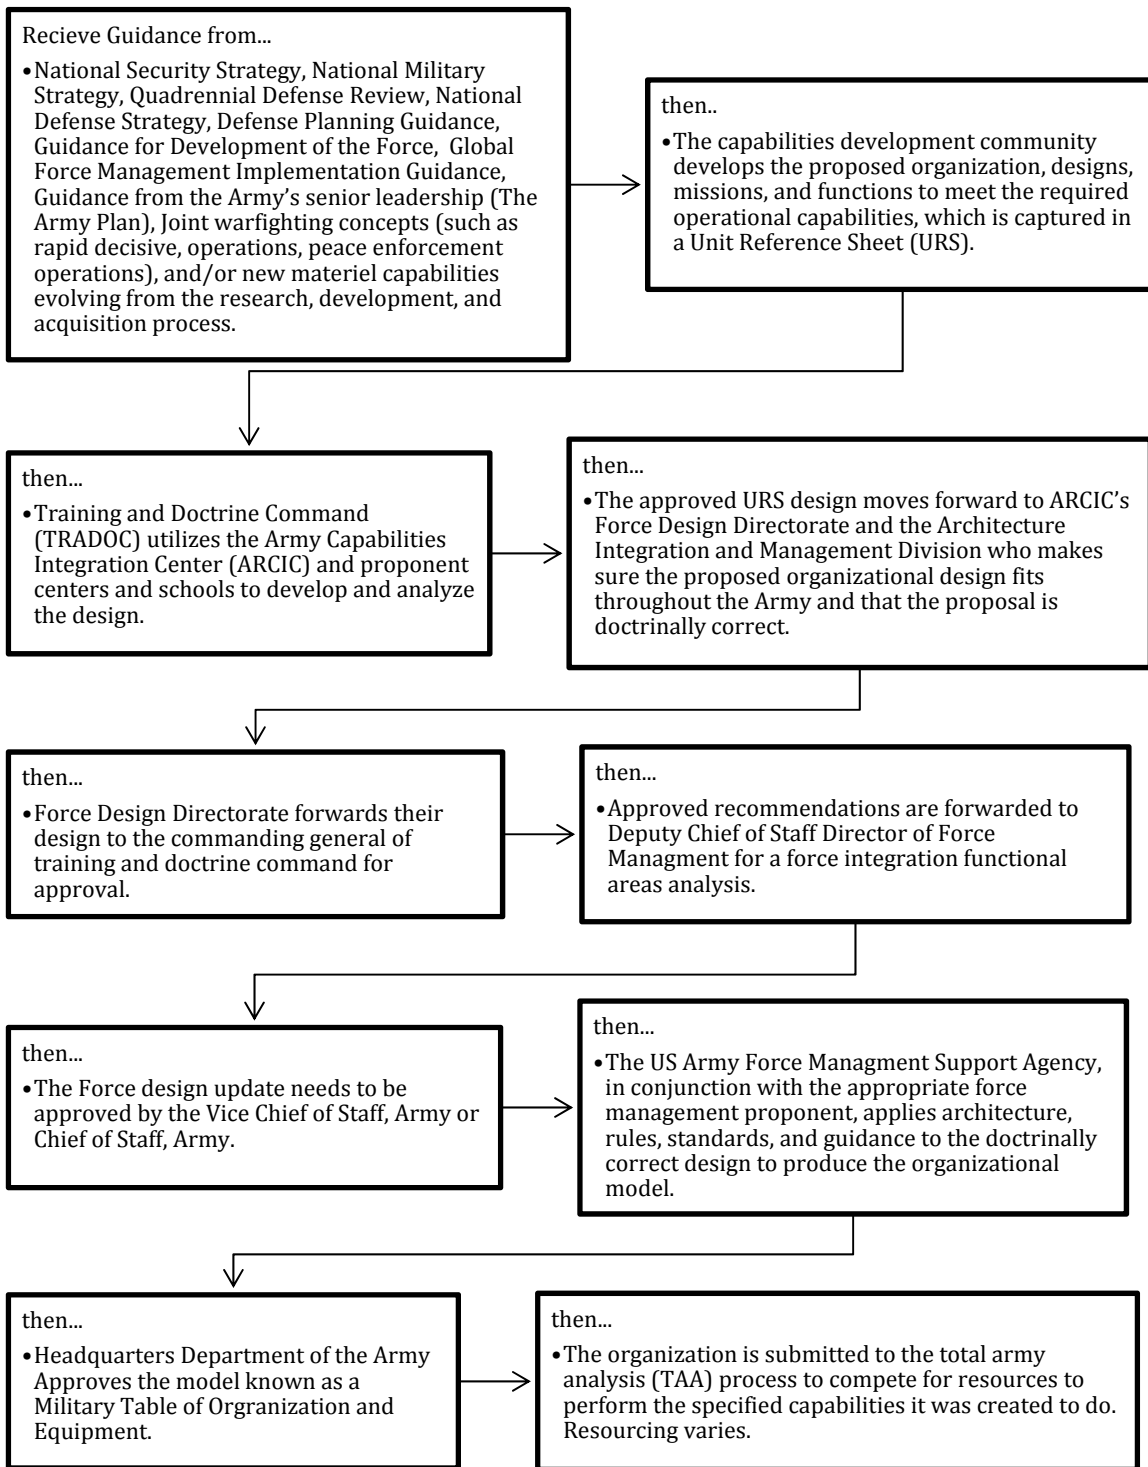 Recieve Guidance from...
•National Security Strategy, National Military
Strategy, Quadrennial Defense Review, National
Defense Strategy, Defense Planning Guidance,
Guidance for Development of the Force,  Global
Force Management Implementation Guidance,
Guidance from the Army’s senior leadership (The
Army Plan), Joint warfighting concepts (such as
rapid decisive, operations, peace enforcement
operations), and/or new materiel capabilities
evolving from the research, development, and
acquisition process.
then..
•The capabilities development community
develops the proposed organization, designs,
missions, and functions to meet the required
operational capabilities, which is captured in
a Unit Reference Sheet (URS).
then...
•Training and Doctrine Command
(TRADOC) utilizes the Army Capabilities
Integration Center (ARCIC) and proponent
centers and schools to develop and analyze
the design.
then...
•The approved URS design moves forward to ARCIC’s
Force Design Directorate and the Architecture
Integration and Management Division who makes
sure the proposed organizational design fits
throughout the Army and that the proposal is
doctrinally correct.
then...
•Force Design Directorate forwards their
design to the commanding general of
training and doctrine command for
approval.
then...
•Approved recommendations are forwarded to
Deputy Chief of Staff Director of Force
Managment for a force integration functional
areas analysis.
then...
•The Force design update needs to be
approved by the Vice Chief of Staff, Army or
Chief of Staff, Army.
then...
•The US Army Force Managment Support Agency,
in conjunction with the appropriate force
management proponent, applies architecture,
rules, standards, and guidance to the doctrinally
correct design to produce the organizational
model.
then...
•Headquarters Department of the Army
Approves the model known as a
Military Table of Orgranization and
Equipment.
then...
•The organization is submitted to the total army
analysis (TAA) process to compete for resources to
perform the specified capabilities it was created to do.
Resourcing varies.